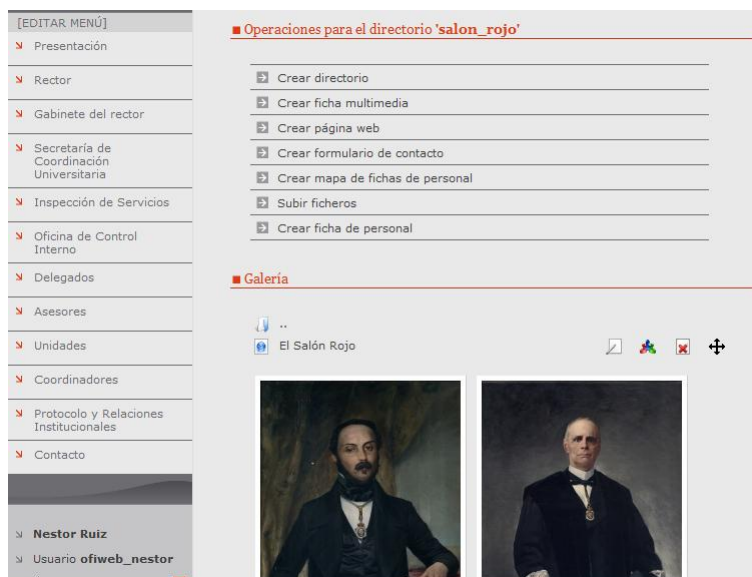 [EDITAR MENÚ]
Presentación
Rector
Gabinete del rector
Secretaría de
Coordinación
Universitaria
Inspección de Servicios
Oficina de Control
Interno
Delegados
Asesores
Unidades
Coordinadores
Protocolo y Relaciones
Institucionales
Contacto
Nestor Ruiz
Usuario ofiweb_nestor
Operaciones para el directorio 'salon_rojo'
Crear directorio
Crear ficha multimedia
Crear página web
Crear formulario de contacto
Crear mapa de fichas de personal
Subir ficheros
Crear ficha de personal
Galería
..
El Salón Rojo